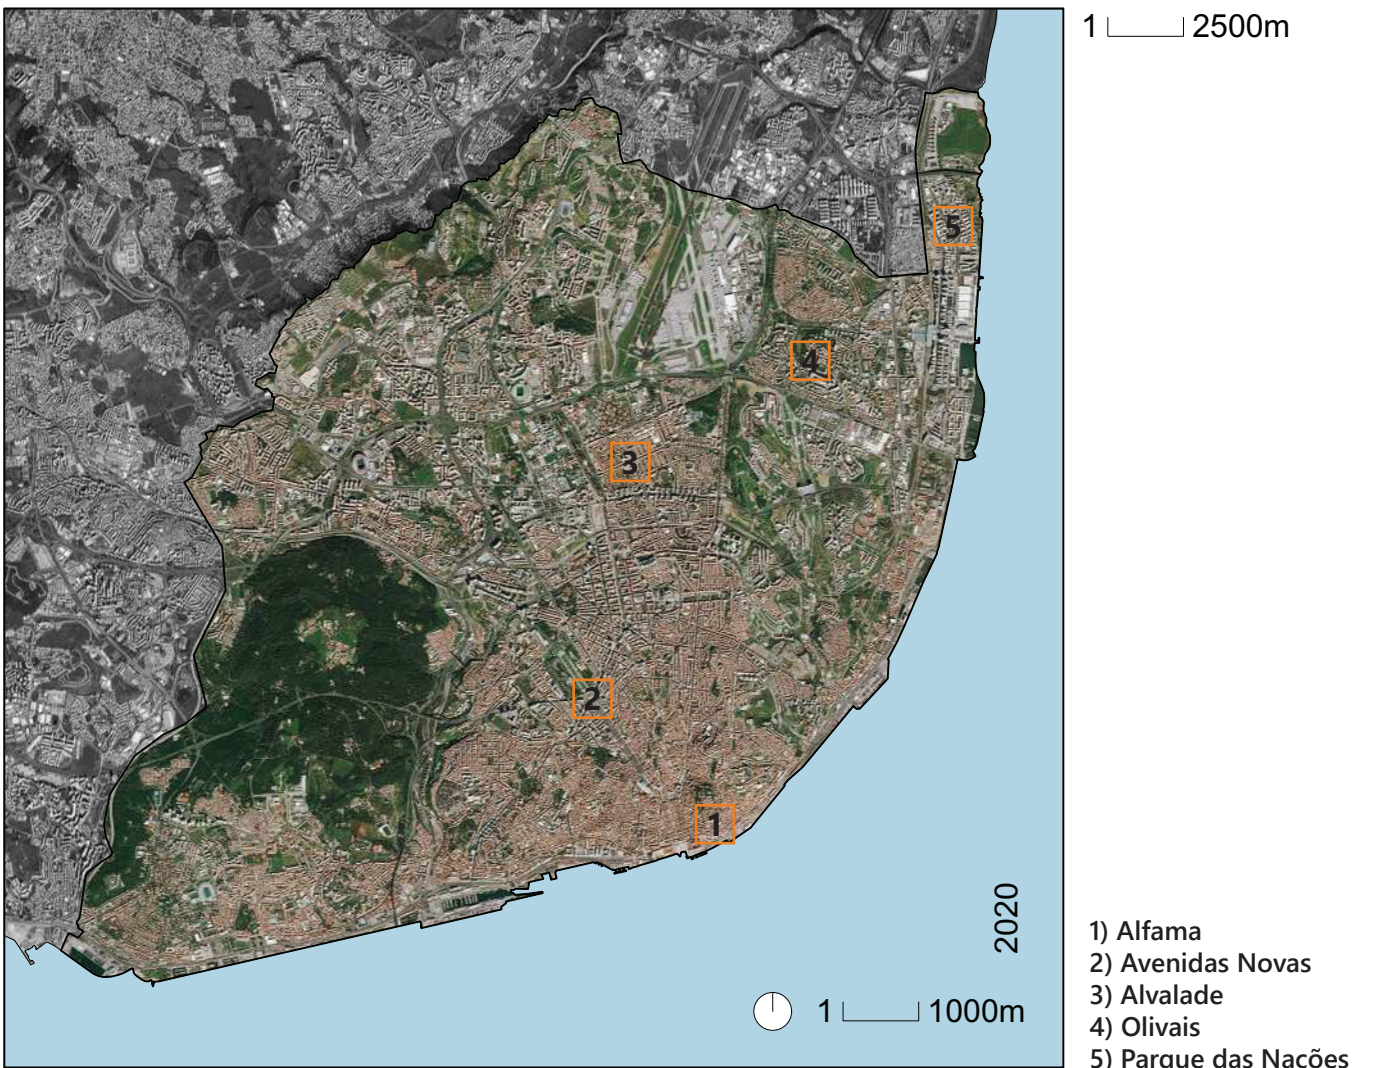 1 2500m
5
4
3
2
1
2020
1 1000m
1) Alfama
2) Avenidas Novas
3) Alvalade
4) Olivais
5) Parque das Nações